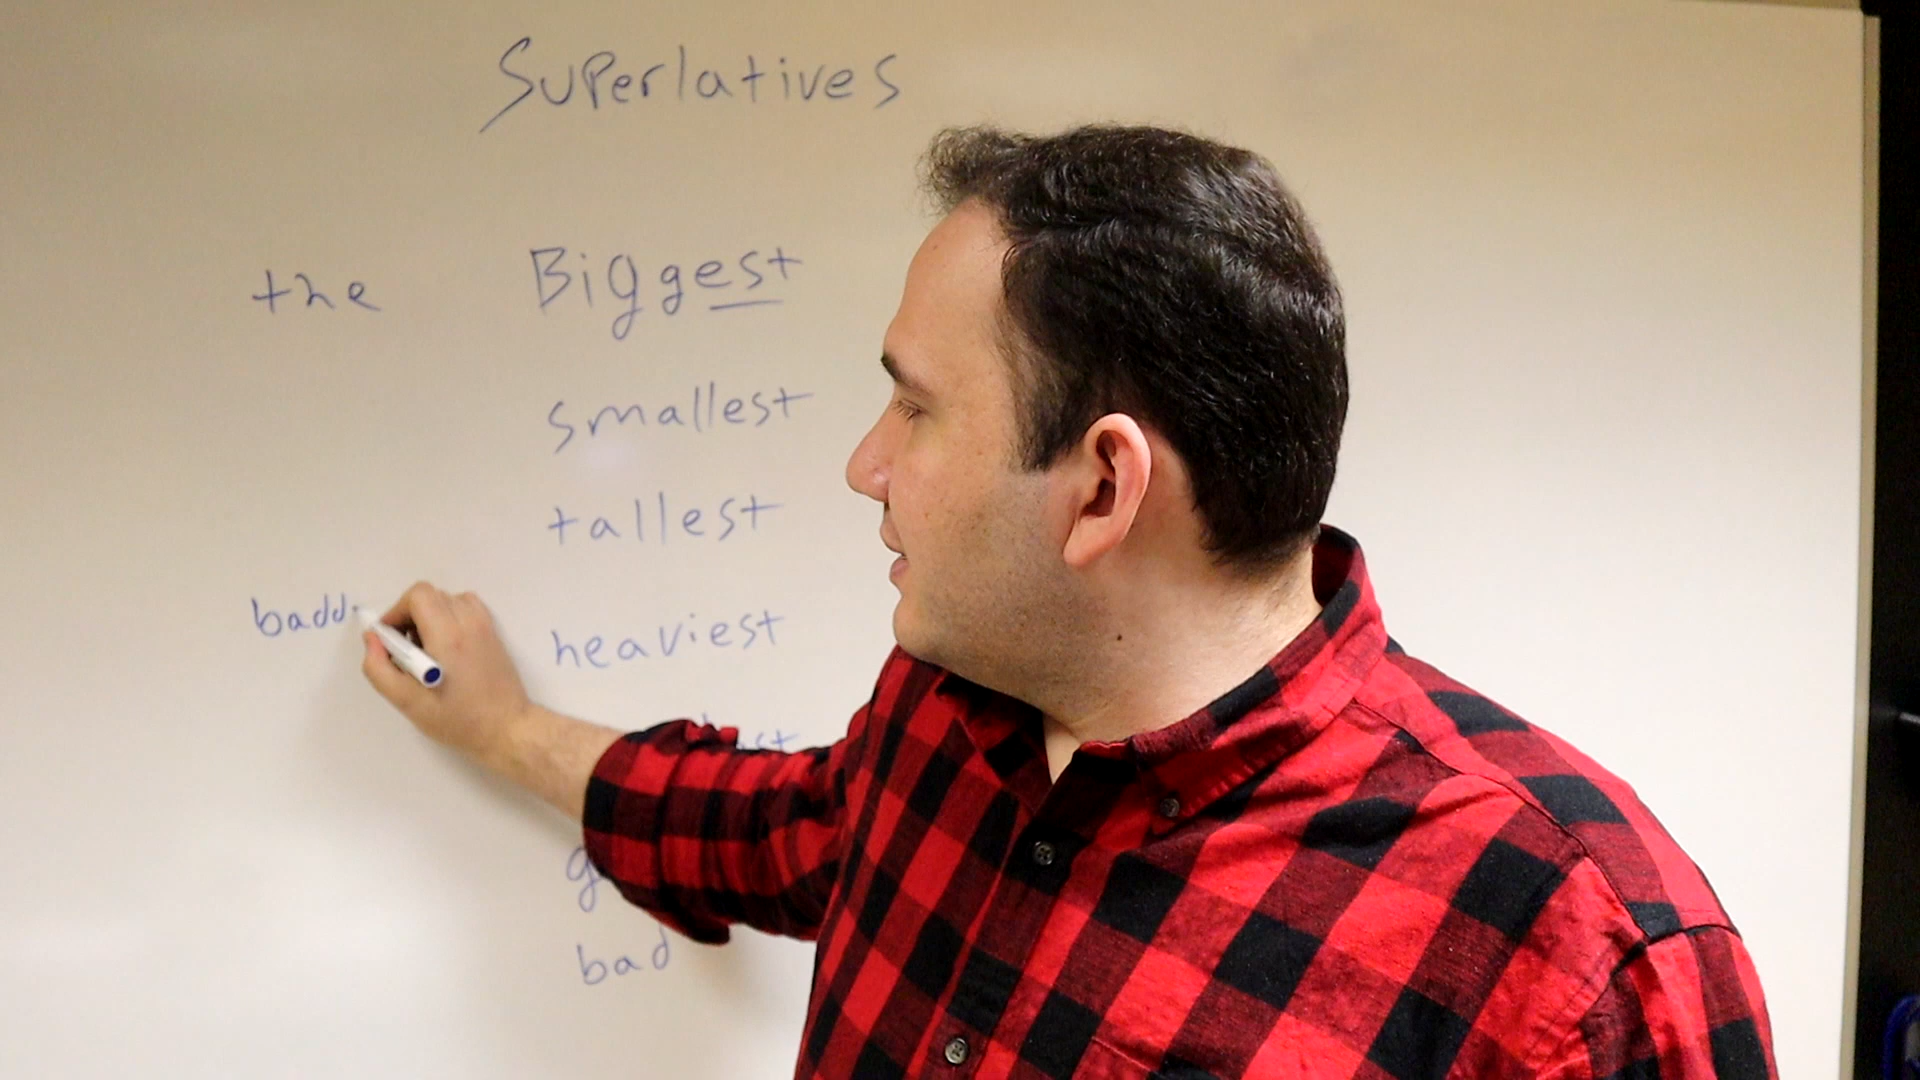 Superlatives
the Biggest
smallest
tallest
badd
heaviest
bad